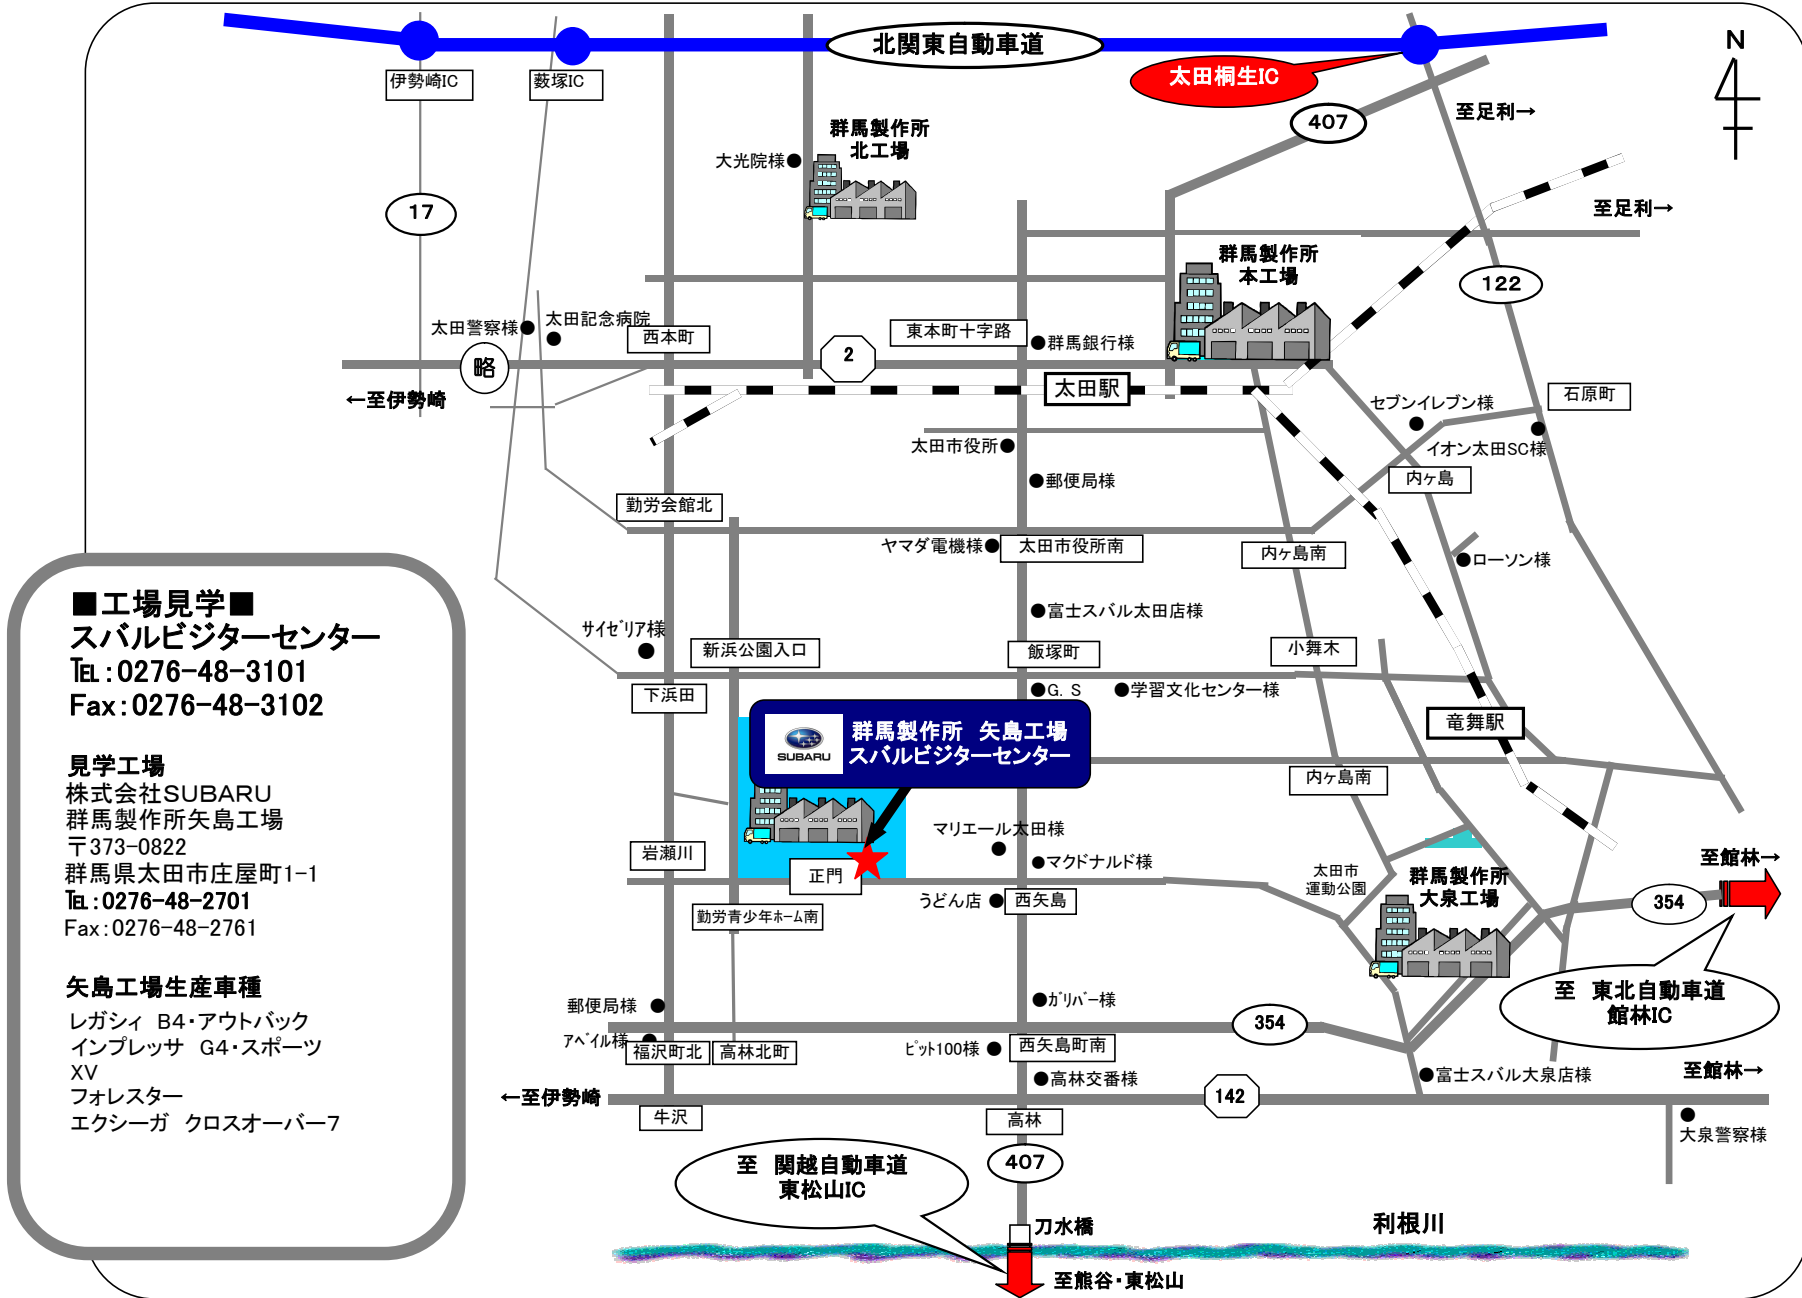 北関東自動車道
太田桐生IC
N
伊勢崎IC
薮塚IC
407
至足利→
群馬製作所
北工場
大光院様
17
至足利→
群馬製作所
本工場
122
太田警察様
太田記念病院
西本町
東本町十字路
群馬銀行様
略
2
←至伊勢崎
太田駅
石原町
セブンイレブン様
太田市役所
イオン太田SC様
郵便局様
内ヶ島
勤労会館北
ヤマダ電機様
太田市役所南
内ヶ島南
ローソン様
■工場見学■
スバルビジターセンター
TEL:0276-48-3101
Fax:0276-48-3102
見学工場
株式会社SUBARU
群馬製作所矢島工場
〒373-0822
群馬県太田市庄屋町1-1
TEL:0276-48-2701
Fax:0276-48-2761
矢島工場生産車種
レガシィ B4・アウトバック
インプレッサ G4・スポーツ
XV
フォレスター
エクシーガ クロスオーバー7
富士スバル太田店様
サイゼリア様
新浜公園入口
飯塚町
小舞木
下浜田
G. S
学習文化センター様
SUBARU
群馬製作所 矢島工場
スバルビジターセンター
竜舞駅
内ヶ島南
マリエール太田様
岩瀬川
マクドナルド様
正門
太田市
運動公園
群馬製作所
大泉工場
至館林→
うどん店
西矢島
354
勤労青少年ホーム南
至 東北自動車道
館林IC
郵便局様
ガリバー様
354
アベイル様
福沢町北
高林北町
ピット100様
西矢島町南
高林交番様
富士スバル大泉店様
至館林→
←至伊勢崎
142
牛沢
高林
大泉警察様
至 関越自動車道
東松山IC
407
刀水橋
利根川
至熊谷・東松山